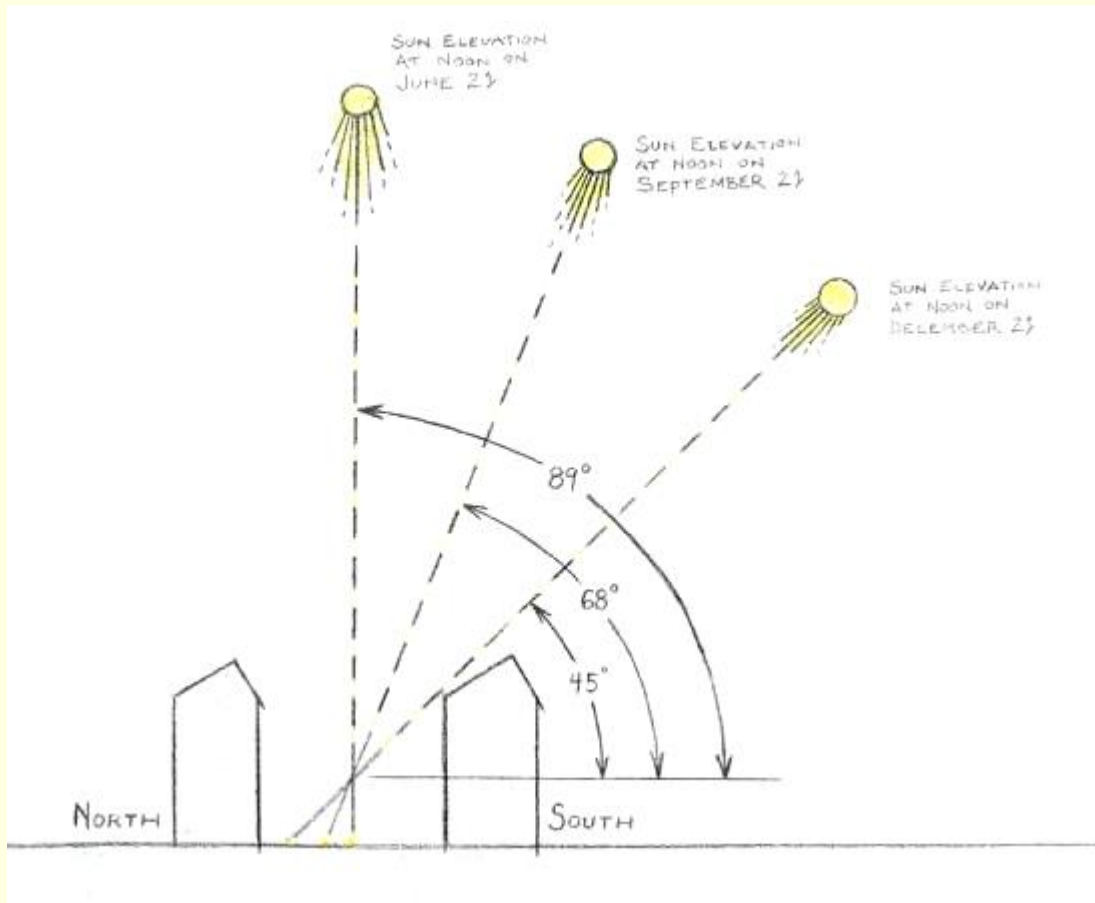 SUN ELEVATION
AT NOON ON
JUNE 21
SUN ELEVATION
AT NOON ON
SEPTEMBER 21
SUN ELEVATION
AT NOON ON
DECEMBER 21
89°
68°
45°
NORTH
SOUTH